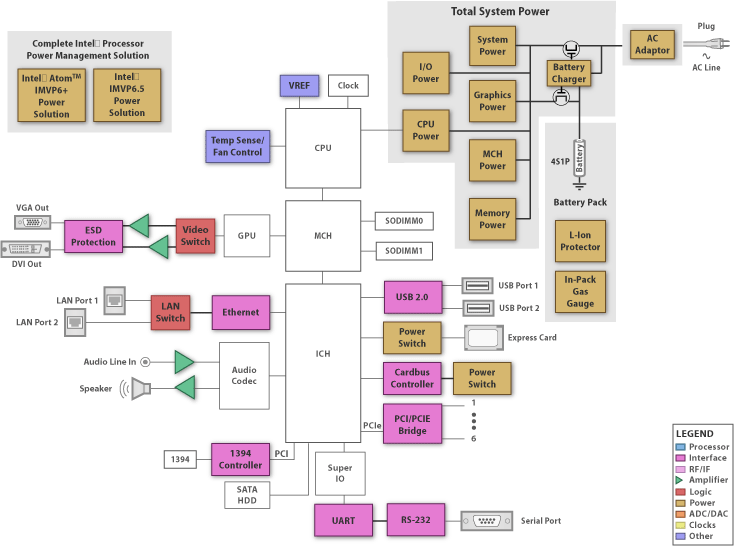 Total System Power
Complete Intel Processor
Power Management Solution
Intel Atom™
IMVP6+
Power
Solution
Intel
IMVP6.5
Power
Solution
System
Power
I/O
Power
Graphics
Power
CPU
Power
MCH
Power
Memory
Power
Battery
Charger
AC
Adaptor
Plug
AC Line
4S1P
Battery
Battery Pack
L-Ion
Protector
In-Pack
Gas
Gauge
VREF
Clock
Temp Sense/
Fan Control
CPU
VGA Out
DVI Out
ESD
Protection
Video
Switch
GPU
MCH
SODIMM0
SODIMM1
LAN Port 1
LAN Port 2
LAN
Switch
Ethernet
ICH
USB 2.0
USB Port 1
USB Port 2
Power
Switch
Express Card
Audio Line In
Speaker
Audio
Codec
Cardbus
Controller
Power
Switch
PCIe
PCI/PCIE
Bridge
1
6
1394
1394
Controller
PCI
SATA
HDD
Super
IO
UART
RS-232
Serial Port
LEGEND
Processor
Interface
RF/IF
Amplifier
Logic
Power
ADC/DAC
Clocks
Other